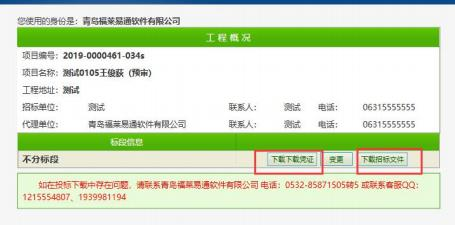 您使用的身份是：青岛福莱易通软件有限公司
工 程 概 况
项目编号：2019-0000461-034s
项目名称：测试0105王俊荻（预审）
工程地址：测试
招标单位： 测试 联系人： 测试 电话： 06315555555
代理单位： 青岛福莱易通软件有限公司 联系人： 测试 电话： 06315555555
标段信息
不分标段 下载下载凭证 变更 下载招标文件
如在投标下载中存在问题，请联系青岛福莱易通软件有限公司 电话：0532-85871505转5 或联系客服QQ：
1215554807、1939981194